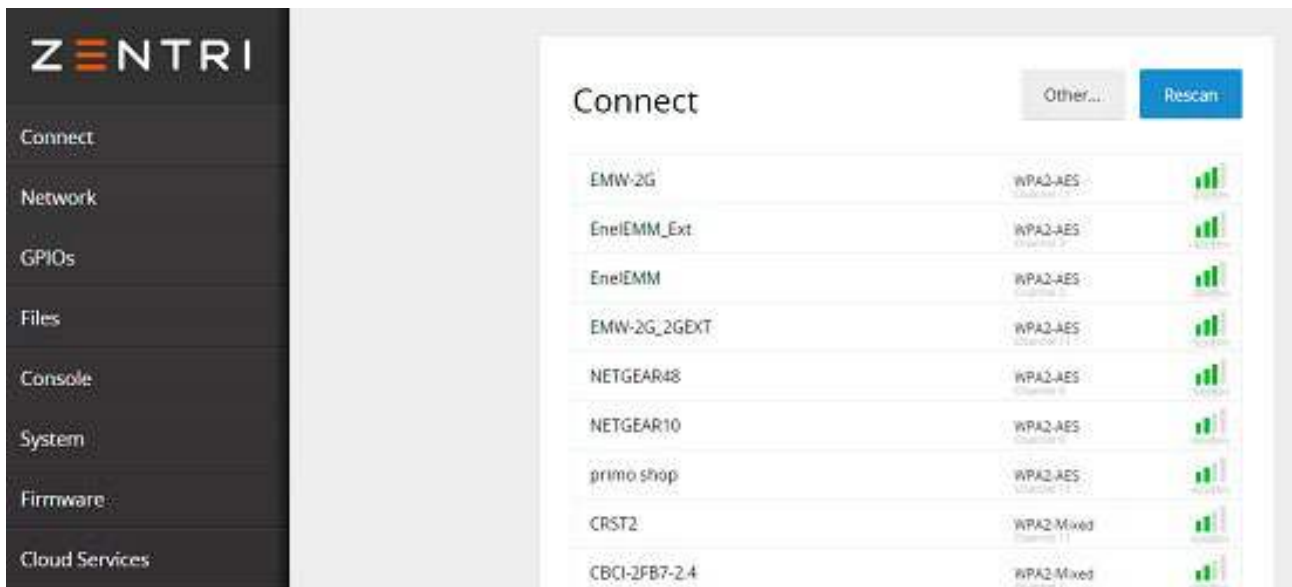 ZENTRI
Connect
Network
GPIOs
Files
Console
System
Firmware
Cloud Services
Connect
Other...
Rescan
EMW-2G WPA2-AES
EnelEMM_Ext WPA2-AES
EnelEMM WPA2-AES
EMW-2G_2GEXT WPA2-AES
NETGEAR48 WPA2-AES
NETGEAR10 WPA2-AES
primo shop WPA2-AES
CRST2 WPA2-Mixed
CBCI-2FB7-2.4 WPA2-Mixed